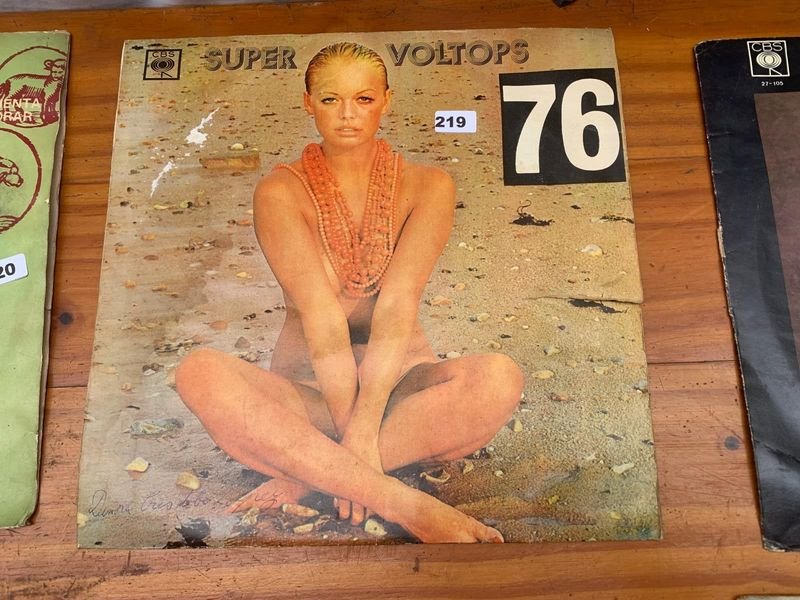 CBS
SUPER VOLTOPS
76
219
IENTA
ORAR
20
CBS
27-105